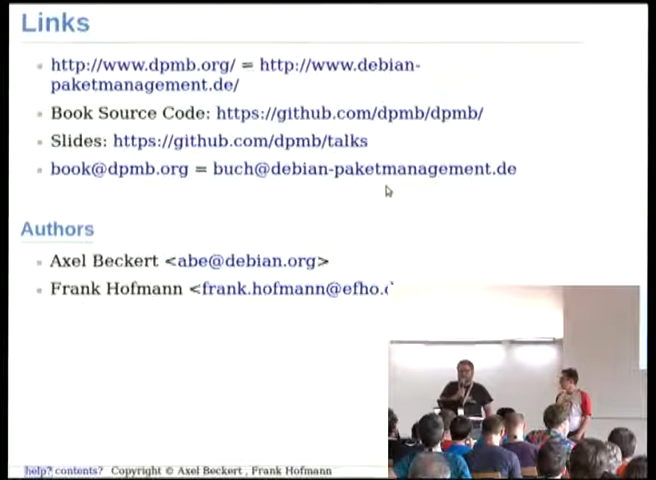 Links
http://www.dpmb.org/ = http://www.debian-
paketmanagement.de/
Book Source Code: https://github.com/dpmb/dpmb/
Slides: https://github.com/dpmb/talks
book@dpmb.org = buch@debian-paketmanagement.de
Authors
Axel Beckert <abe@debian.org>
Frank Hofmann <frank.hofmann@efho.
help? contents? Copyright © Axel Beckert , Frank Hofmann